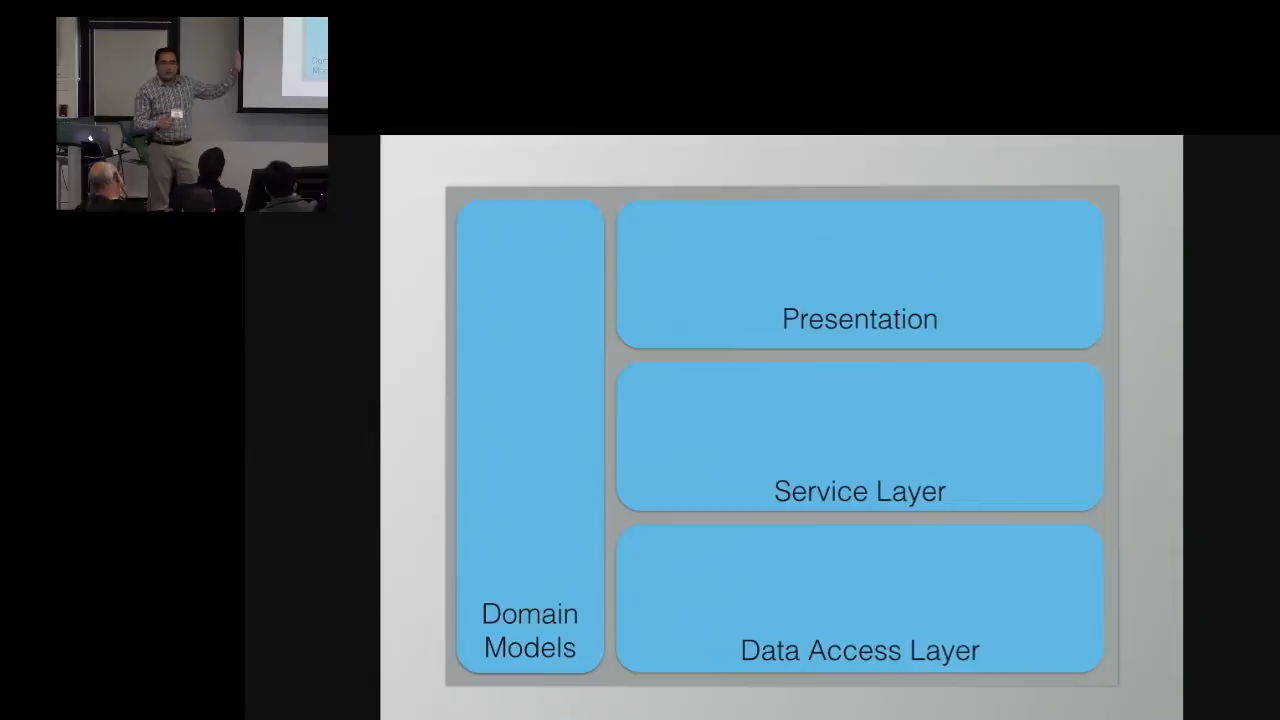 Presentation
Service Layer
Domain
Models
Data Access Layer